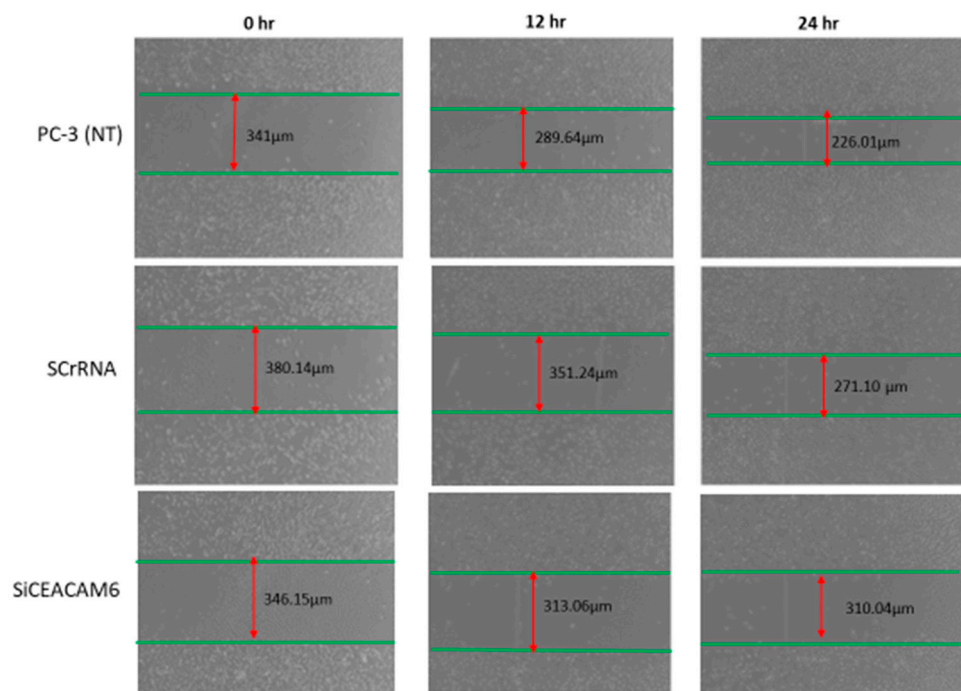 0 hr
12 hr
24 hr
PC-3 (NT)
341µm
289.64µm
226.01µm
SCrRNA
380.14µm
351.24µm
271.10 µm
SiCEACAM6
346.15µm
313.06µm
310.04µm